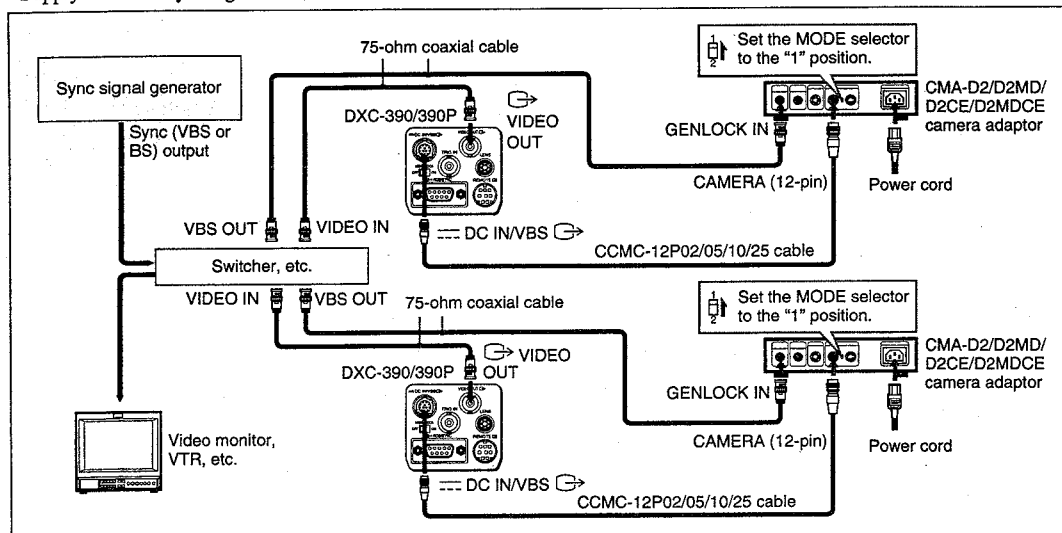 75-ohm coaxial cable
Sync signal generator
Sync (VBS or
BS) output
DXC-390/390P
VIDEO
OUT
1
2
Set the MODE selector
to the “1” position.
CMA-D2/D2MD/
D2CE/D2MDCE
camera adaptor
GENLOCK IN
CAMERA (12-pin)
Power cord
VBS OUT
VIDEO IN
DC IN/VBS
CCMC-12P02/05/10/25 cable
Switcher, etc.
VIDEO IN
VBS OUT
75-ohm coaxial cable
DXC-390/390P
VIDEO
OUT
1
2
Set the MODE selector
to the “1” position.
CMA-D2/D2MD/
D2CE/D2MDCE
camera adaptor
GENLOCK IN
CAMERA (12-pin)
Power cord
Video monitor,
VTR, etc.
DC IN/VBS
CCMC-12P02/05/10/25 cable